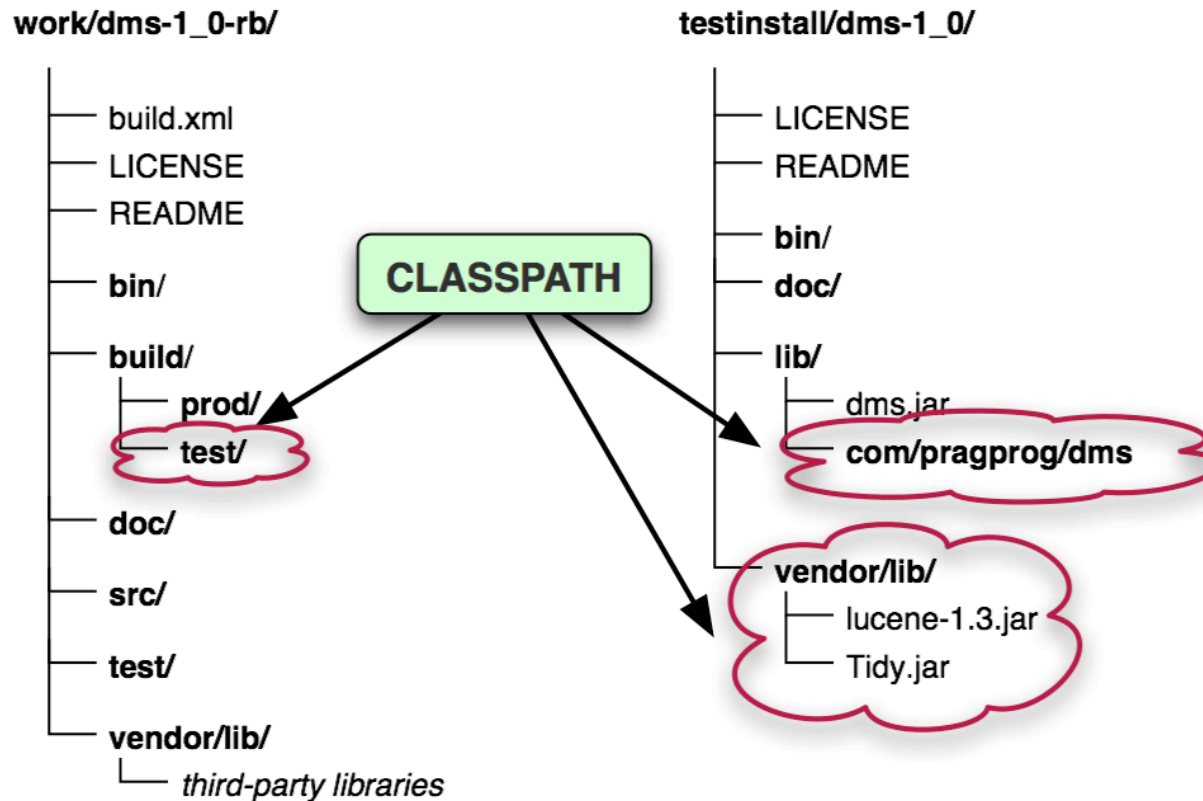 work/dms-1_0-rb/
build.xml
LICENSE
README
bin/
build/
prod/
test/
doc/
src/
test/
vendor/lib/
third-party libraries
CLASSPATH
testinstall/dms-1_0/
LICENSE
README
bin/
doc/
lib/
dms.jar
com/pragprog/dms
vendor/lib/
lucene-1.3.jar
Tidy.jar